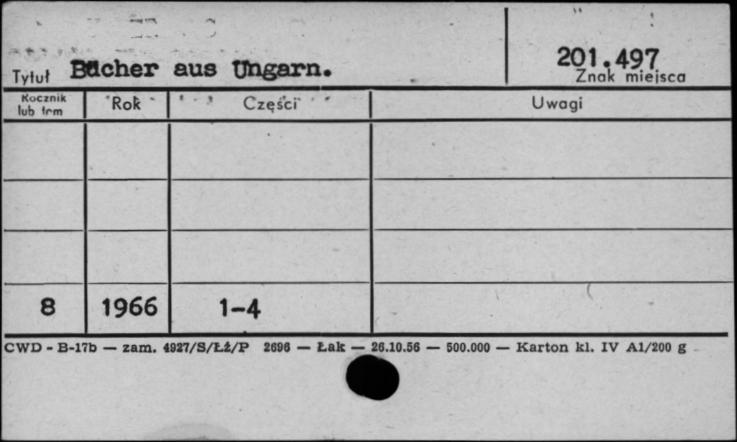 201.497
Tytuł Bücher aus Ungarn. Znak miejsca
Rocznik lub tom Rok Części Uwagi
8 1966 1-4
CWD - B-17b — zam. 4927/S/Łż/P 2696 — Łak — 26.10.56 — 500.000 — Karton kl. IV A1/200 g